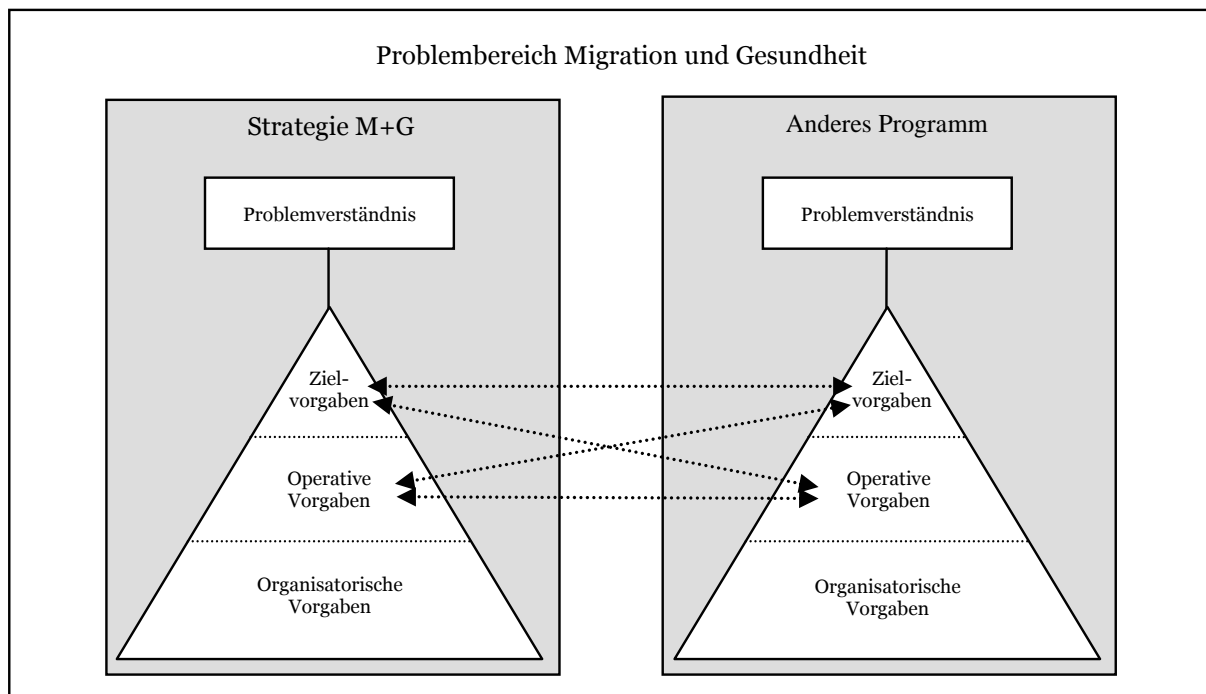 Problembereich Migration und Gesundheit
Strategie M+G
Problemverständnis
Ziel-
vorgaben
Operative
Vorgaben
Organisatorische
Vorgaben
Anderes Programm
Problemverständnis
Ziel-
vorgaben
Operative
Vorgaben
Organisatorische
Vorgaben